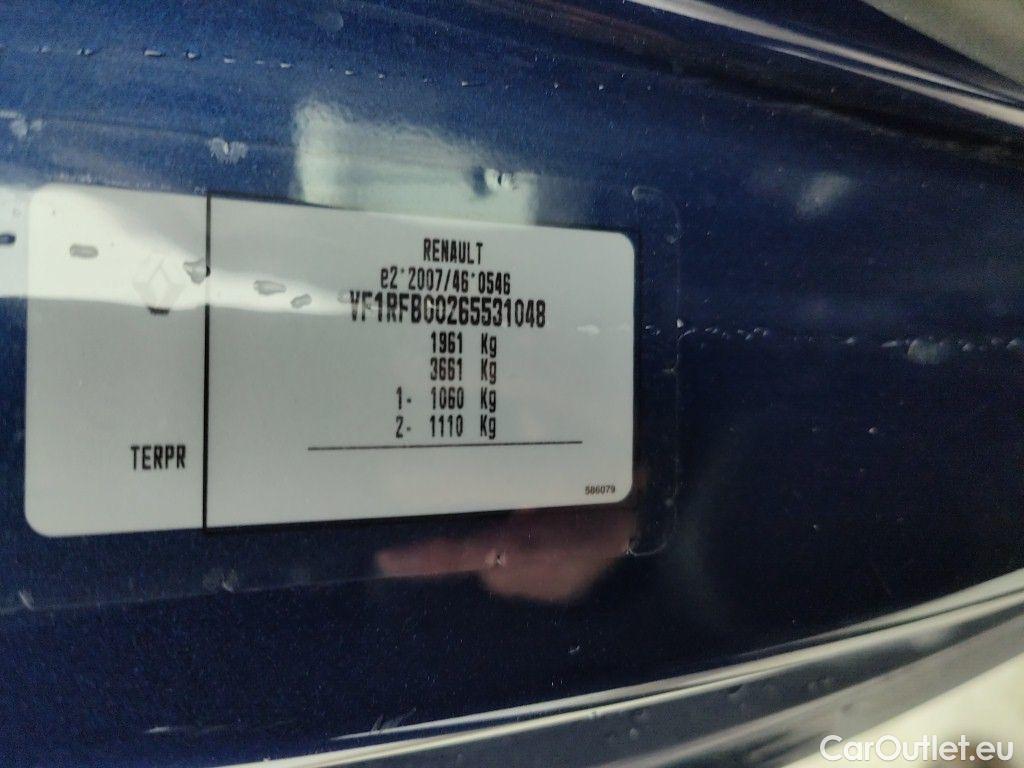 RENAULT
e2*2007/46*0546
VF1RFB00265531048
1961 Kg
3661 Kg
1- 1060 Kg
2- 1110 Kg
TERPR
586079
CarOutlet.eu